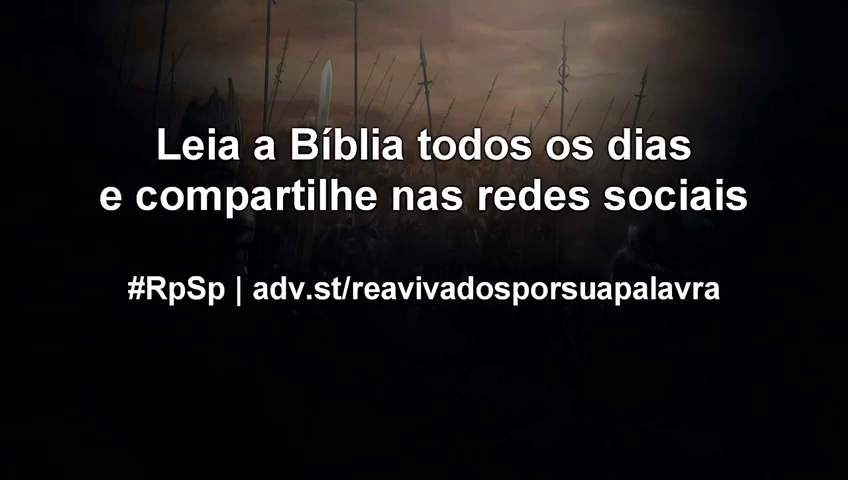 Leia a Bíblia todos os dias
e compartilhe nas redes sociais
#RpSp | adv.st/reavivadosporsuapalavra